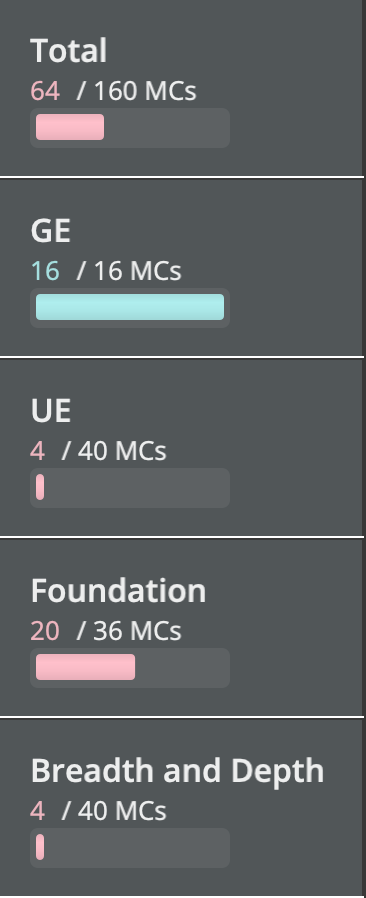 Total
64 / 160 MCs
GE
16 / 16 MCs
UE
4 / 40 MCs
Foundation
20 / 36 MCs
Breadth and Depth
4 / 40 MCs